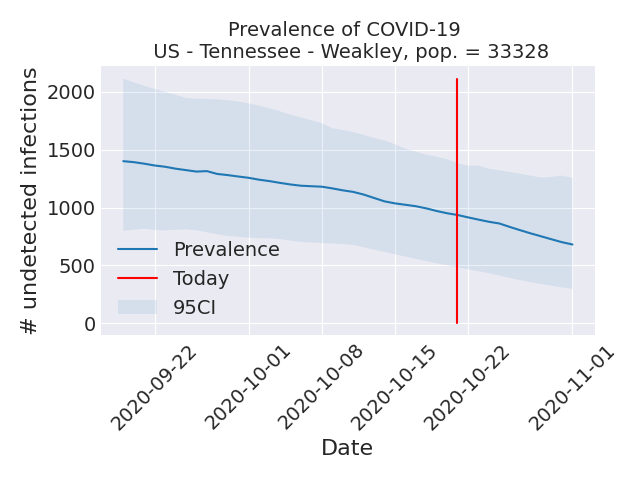 Prevalence of COVID-19
US - Tennessee - Weakley, pop. = 33328
# undetected infections
2000
1500
1000
500
0
Prevalence
Today
95CI
2020-09-22
2020-10-01
2020-10-08
2020-10-15
2020-10-22
2020-11-01
Date